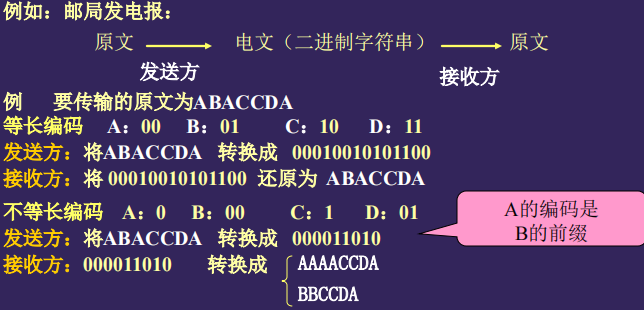 例如：邮局发电报：
原文 电文（二进制字符串） 原文
发送方 接收方
例 要传输的原文为ABACCDA
等长编码 A：00 B：01 C：10 D：11
发送方：将ABACCDA 转换成 00010010101100
接收方：将 00010010101100 还原为 ABACCDA
不等长编码 A：0 B：00 C：1 D：01
发送方：将ABACCDA 转换成 000011010
接收方：000011010 转换成 AAAACCDA
BBCCDA
A的编码是
B的前缀